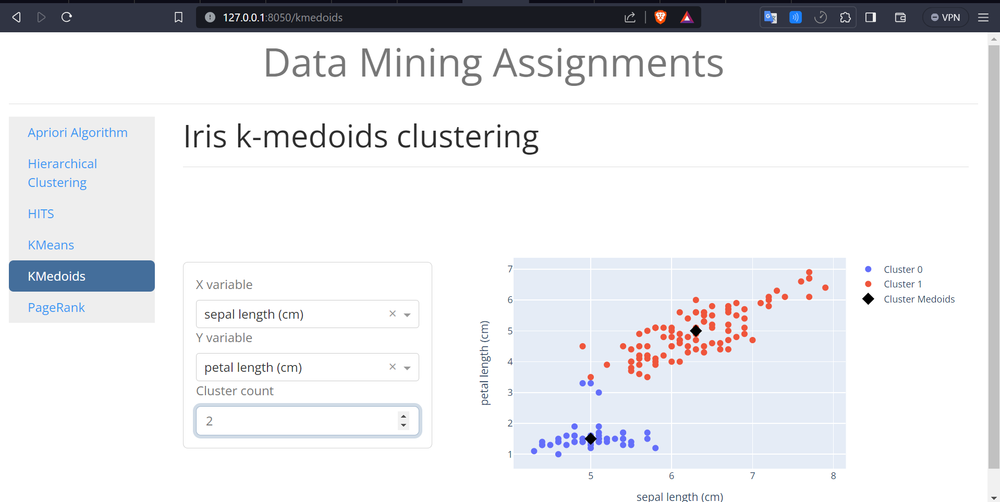 127.0.0.1:8050/kmedoids
VPN
Data Mining Assignments
Apriori Algorithm
Hierarchical
Clustering
HITS
KMeans
KMedoids
PageRank
Iris k-medoids clustering
X variable
sepal length (cm)
Y variable
petal length (cm)
Cluster count
2
7
6
5
4
3
2
1
petal length (cm)
5
6
7
8
sepal length (cm)
Cluster 0
Cluster 1
Cluster Medoids